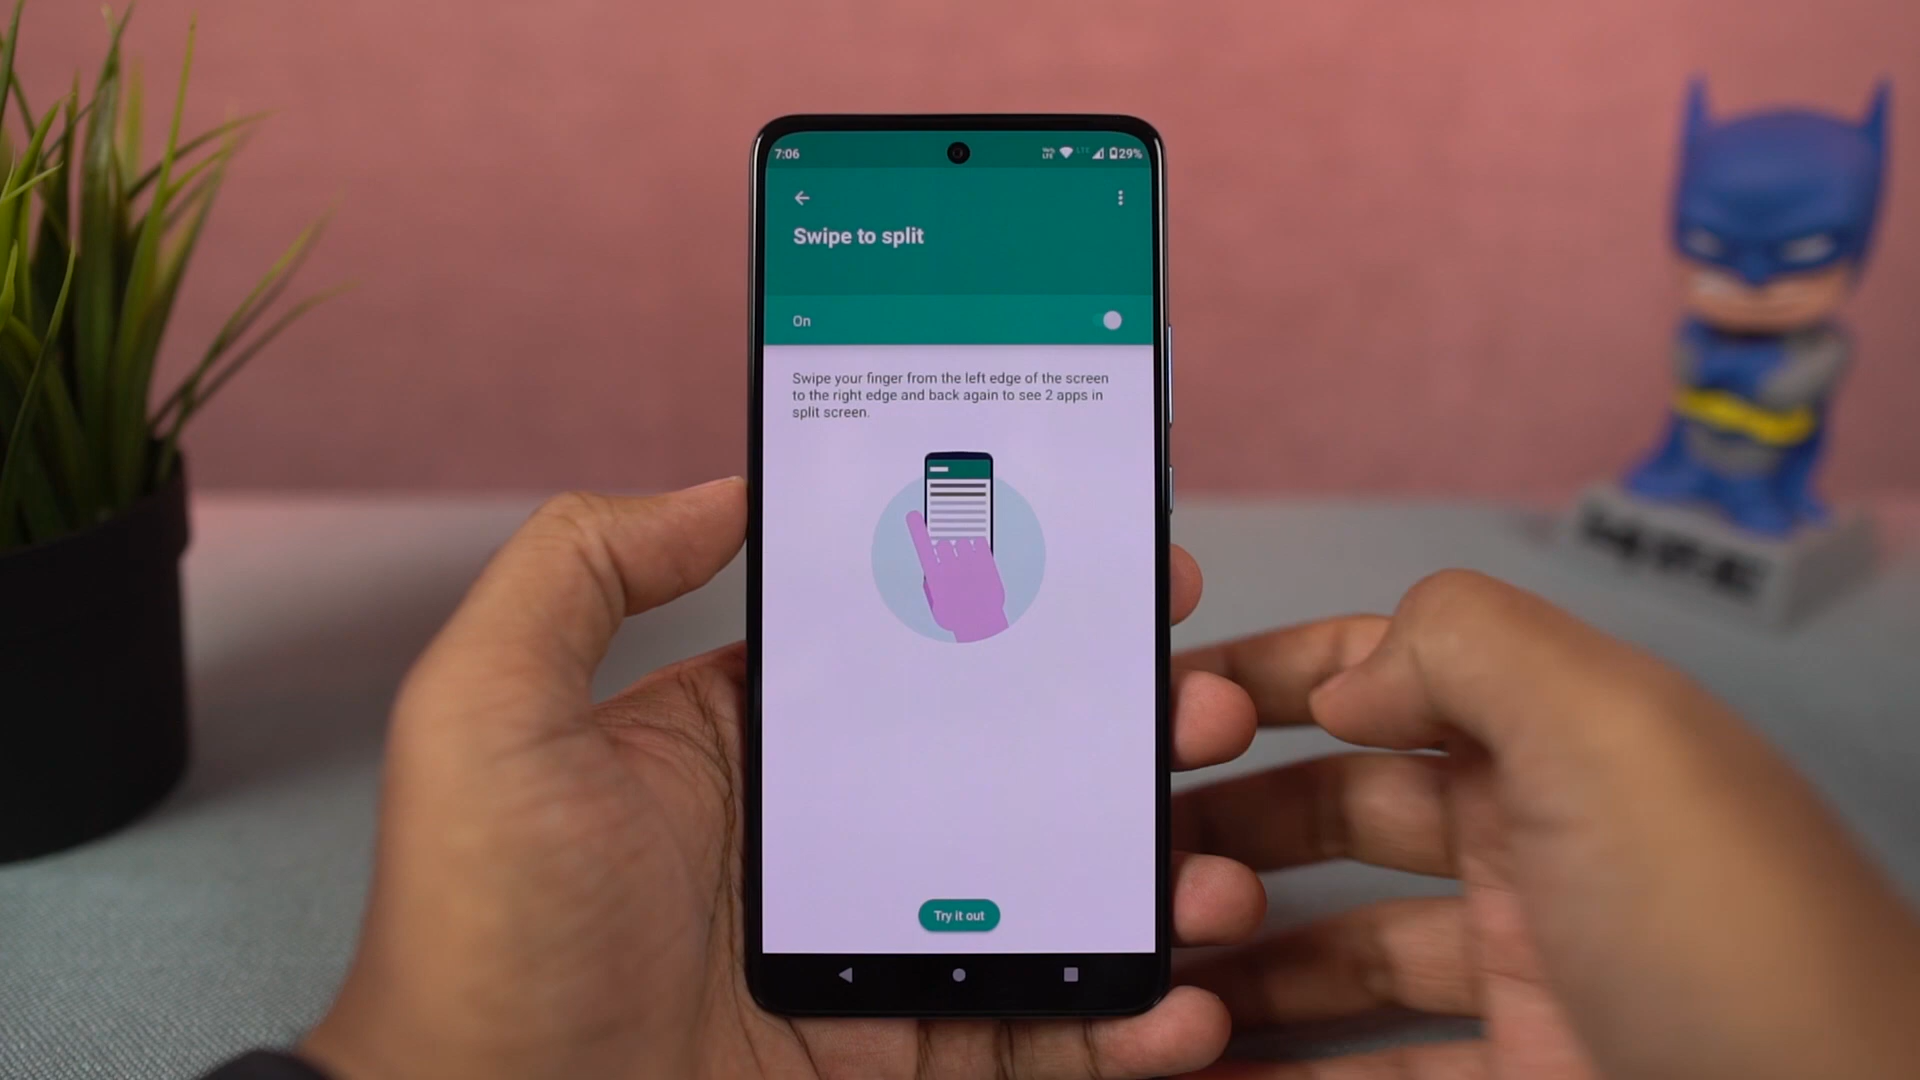 7:06
LTE 29%
Swipe to split
On
Swipe your finger from the left edge of the screen
to the right edge and back again to see 2 apps in
split screen.
Try it out